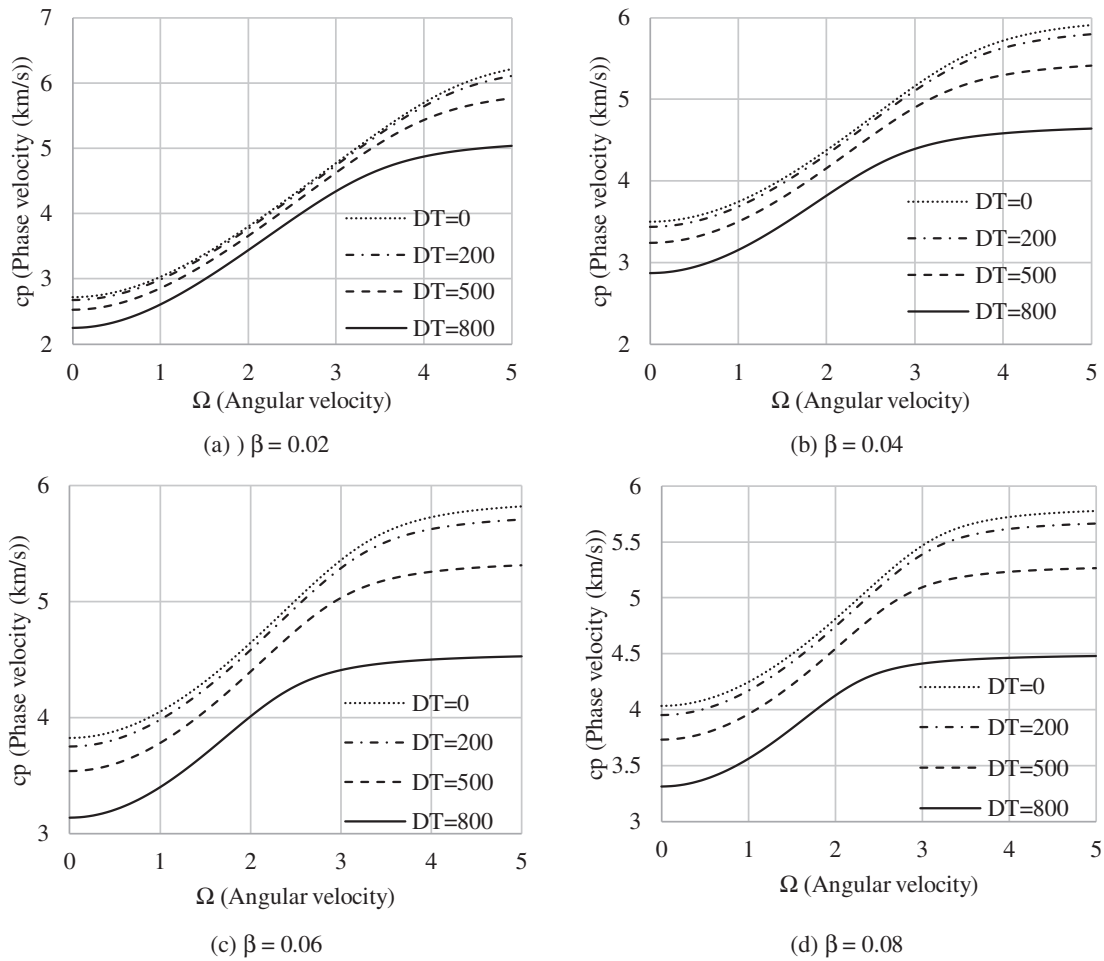 7
6
5
4
3
2
cp (Phase velocity (km/s))
DT=0
DT=200
DT=500
DT=800
0 1 2 3 4 5
Ω (Angular velocity)
(a) ) β = 0.02
6
5
4
3
2
cp (Phase velocity (km/s))
DT=0
DT=200
DT=500
DT=800
0 1 2 3 4 5
Ω (Angular velocity)
(b) β = 0.04
6
5
4
3
cp (Phase velocity (km/s))
DT=0
DT=200
DT=500
DT=800
0 1 2 3 4 5
Ω (Angular velocity)
(c) β = 0.06
6
5.5
5
4.5
4
3.5
3
cp (Phase velocity (km/s))
DT=0
DT=200
DT=500
DT=800
0 1 2 3 4 5
Ω (Angular velocity)
(d) β = 0.08